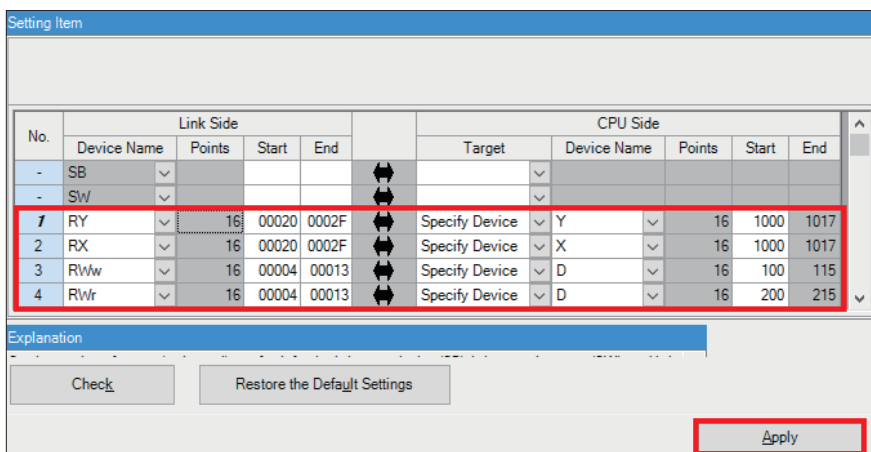 Setting Item
No. Link Side CPU Side
Device Name Points Start End Target Device Name Points Start End
- SB
- SW
1 RY 16 00020 0002F Specify Device Y 16 1000 1017
2 RX 16 00020 0002F Specify Device X 16 1000 1017
3 RWw 16 00004 00013 Specify Device D 16 100 115
4 RWr 16 00004 00013 Specify Device D 16 200 215
Explanation
Check Restore the Default Settings
Apply